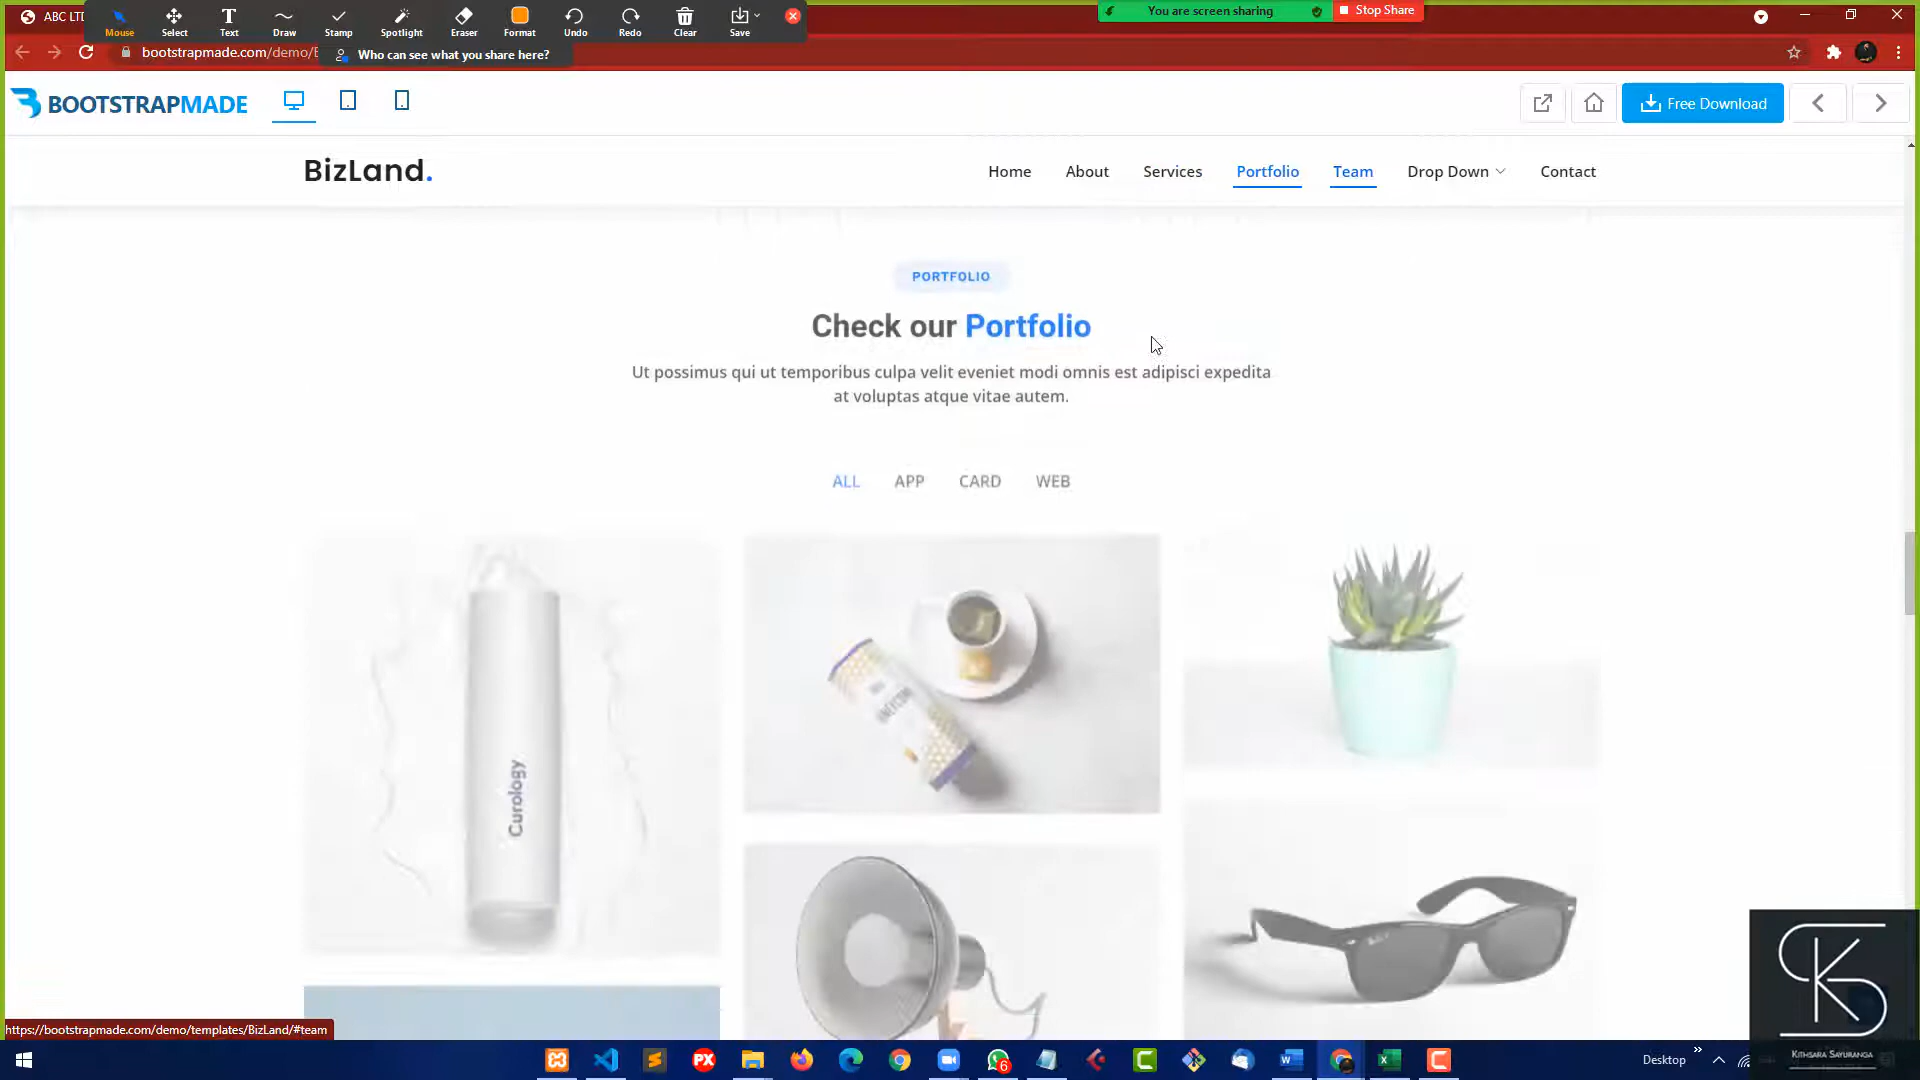 ABC LTD
Mouse
Select
Text
Draw
Stamp
Spotlight
Eraser
Format
Undo
Redo
Clear
Save
You are screen sharing
Stop Share
bootstrapmade.com/demo/
Who can see what you share here?
BOOTSTRAPMADE
Free Download
BizLand.
Home
About
Services
Portfolio
Team
Drop Down
Contact
PORTFOLIO
Check our Portfolio
Ut possimus qui ut temporibus culpa velit eveniet modi omnis est adipisci expedita
at voluptas atque vitae autem.
ALL
APP
CARD
WEB
Curology
https://bootstrapmade.com/demo/templates/BizLand/#team
6
Desktop
KITHSARA SAYURANGA